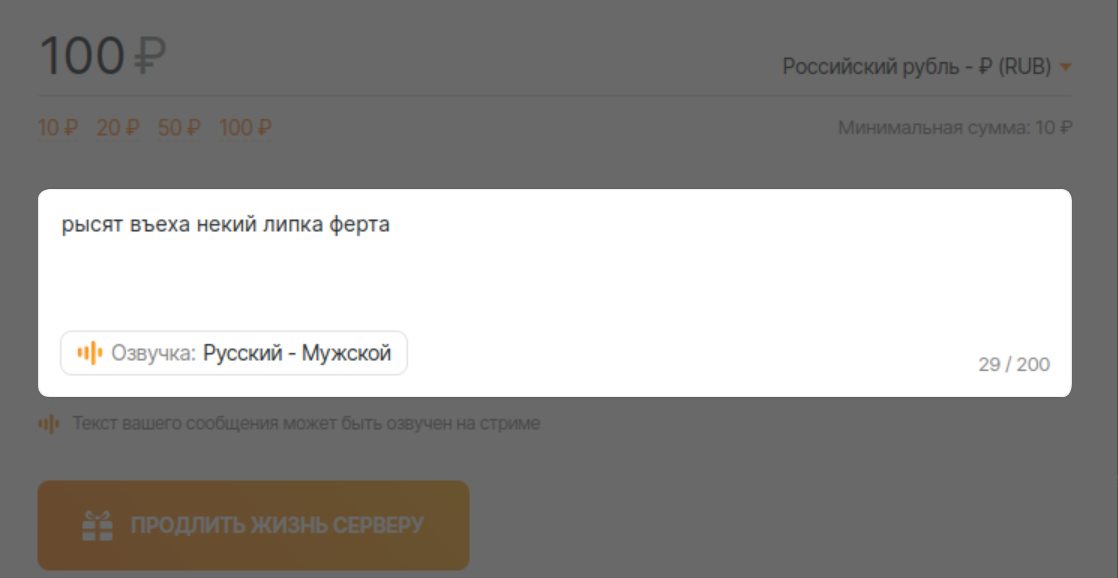 100 ₽
Российский рубль - ₽ (RUB)
10 ₽ 20 ₽ 50 ₽ 100 ₽
Минимальная сумма: 10 ₽
рысят въеха некий липка ферта
Озвучка: Русский - Мужской
29 / 200
Текст вашего сообщения может быть озвучен на стриме
ПРОДЛИТЬ ЖИЗНЬ СЕРВЕРУ